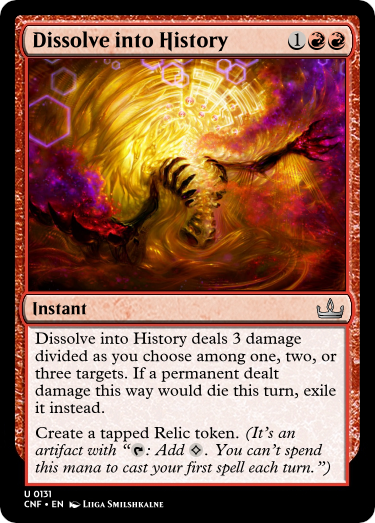 Dissolve into History 1
Instant
Dissolve into History deals 3 damage
divided as you choose among one, two, or
three targets. If a permanent dealt
damage this way would die this turn, exile
it instead.
Create a tapped Relic token. (It's an
artifact with “: Add . You can't spend
this mana to cast your first spell each turn.”)
U 0131
CNF • EN Liiga Smilshkalne